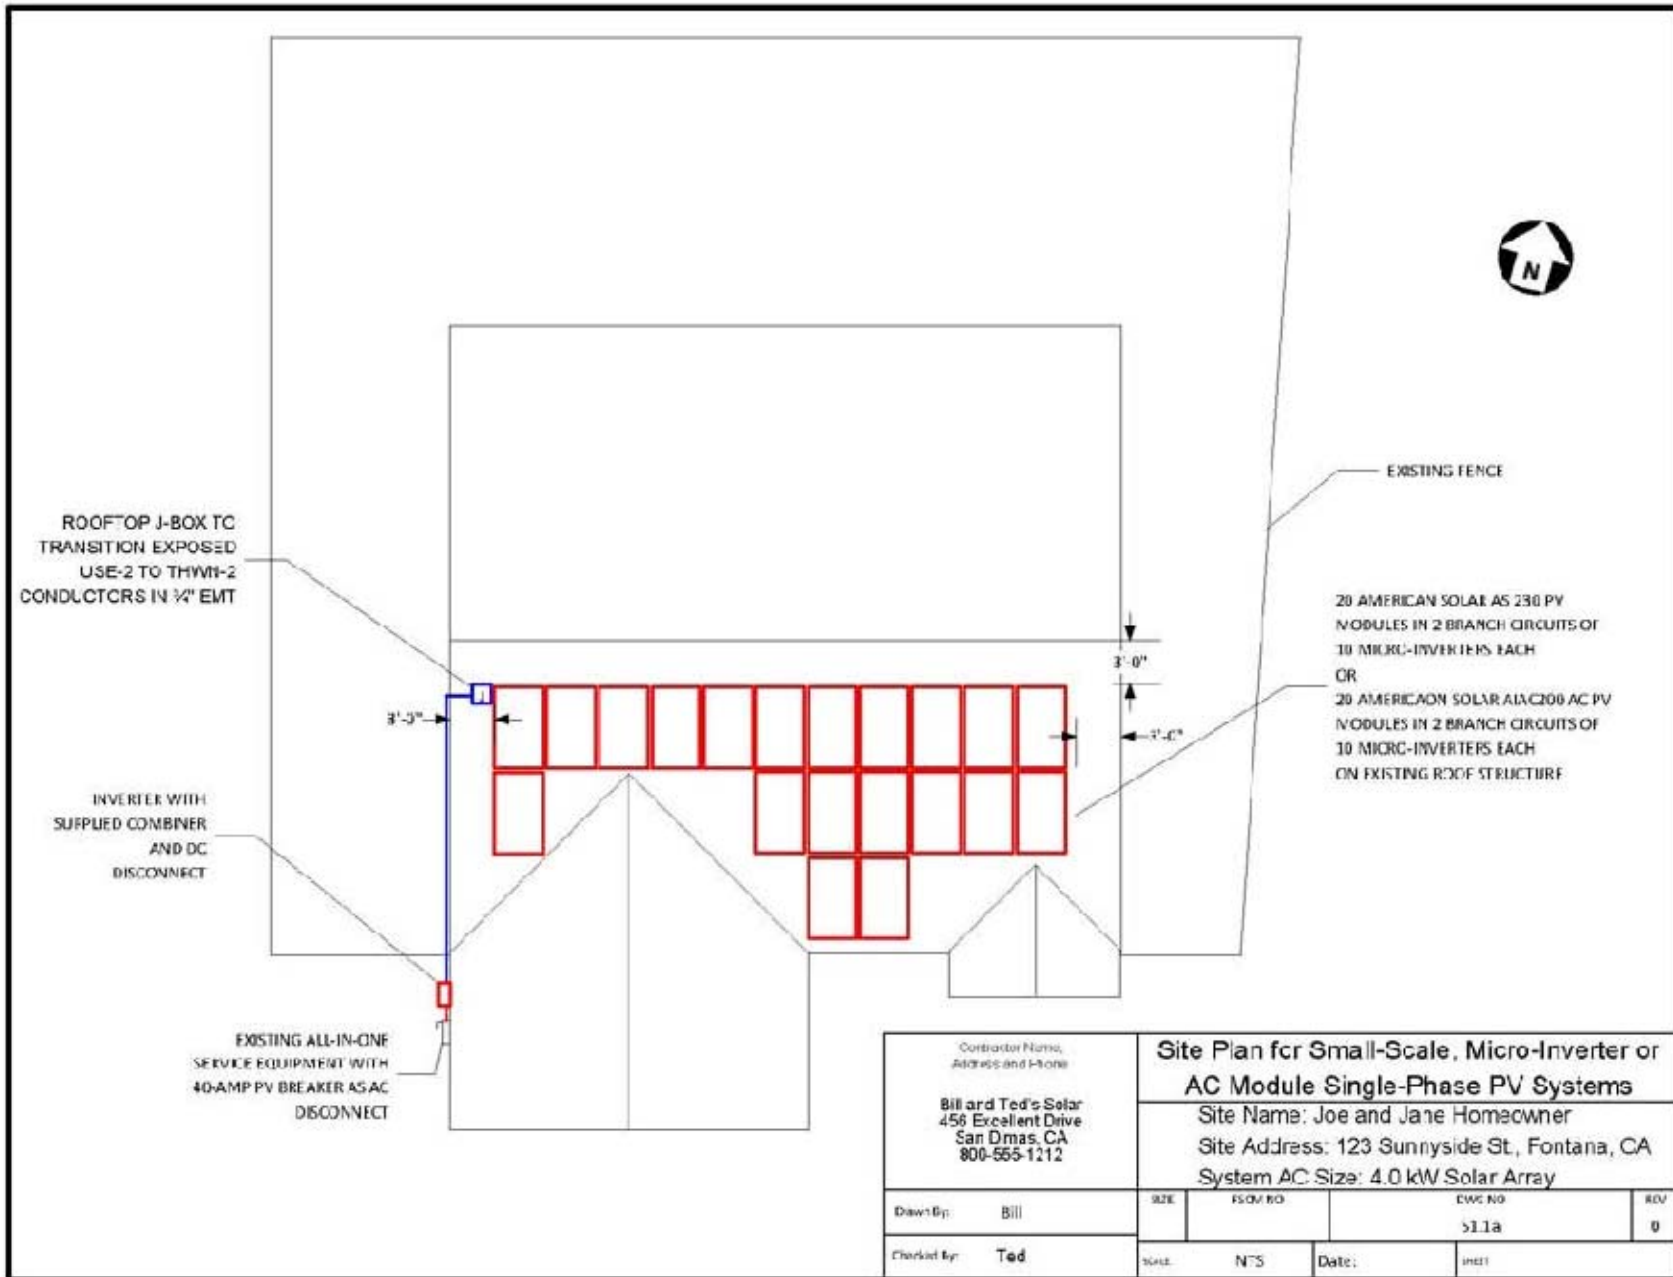 N
EXISTING FENCE
ROOFTOP J-BOX TO
TRANSITION EXPOSED
USE-2 TO THWN-2
CONDUCTORS IN ¾" EMT
20 AMERICAN SOLAR AS 230 PV
MODULES IN 2 BRANCH CIRCUITS OF
10 MICRO-INVERTERS EACH
OR
20 AMERICAON SOLAR AIAC200 AC PV
MODULES IN 2 BRANCH CIRCUITS OF
10 MICRO-INVERTERS EACH
ON EXISTING ROOF STRUCTURE
3'-0"
3'-0"
3'-0"
J
INVERTER WITH
SUPPLIED COMBINER
AND DC
DISCONNECT
EXISTING ALL-IN-ONE
SERVICE EQUIPMENT WITH
40-AMP PV BREAKER AS AC
DISCONNECT
Contractor Name,
Address and Phone
Bill and Ted's Solar
456 Excellent Drive
San Dimas, CA
800-555-1212
Drawn By: Bill
Checked By: Ted
Site Plan for Small-Scale, Micro-Inverter or
AC Module Single-Phase PV Systems
Site Name: Joe and Jane Homeowner
Site Address: 123 Sunnyside St., Fontana, CA
System AC Size: 4.0 kW Solar Array
SIZE
FSCM NO
DWG NO
S1.1a
REV
0
SCALE
NTS
Date:
SHEET